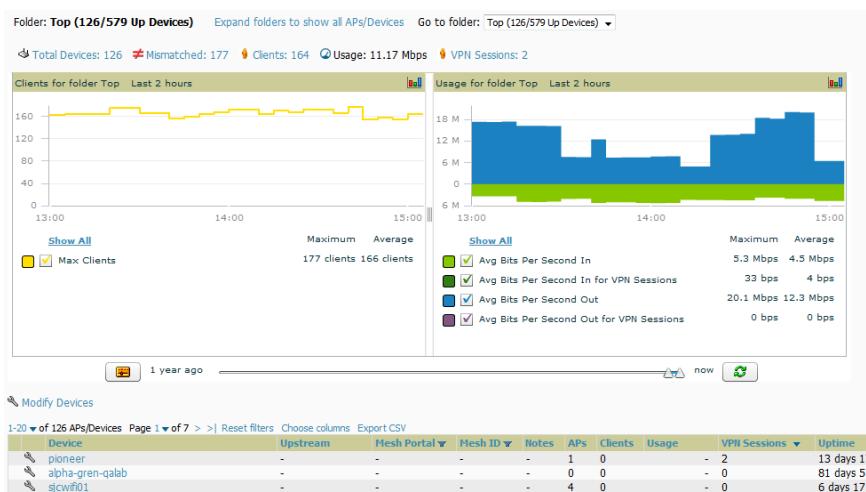 Folder: Top (126/579 Up Devices) Expand folders to show all APs/Devices Go to folder: Top (126/579 Up Devices)
Total Devices: 126 Mismatched: 177 Clients: 164 Usage: 11.17 Mbps VPN Sessions: 2
Clients for folder Top Last 2 hours
160
120
80
40
0
13:00 14:00 15:00
Show All Maximum Average
Max Clients 177 clients 166 clients
Usage for folder Top Last 2 hours
18 M
12 M
6 M
0
6 M
13:00 14:00 15:00
Show All Maximum Average
Avg Bits Per Second In 5.3 Mbps 4.5 Mbps
Avg Bits Per Second In for VPN Sessions 33 bps 4 bps
Avg Bits Per Second Out 20.1 Mbps 12.3 Mbps
Avg Bits Per Second Out for VPN Sessions 0 bps 0 bps
1 year ago now
Modify Devices
1-20 of 126 APs/Devices Page 1 of 7 > >| Reset filters Choose columns Export CSV
Device Upstream Mesh Portal Mesh ID Notes APs Clients Usage VPN Sessions Uptime
pioneer - - - - 1 0 - 2 13 days 1
alpha-gren-qalab - - - - 0 0 - 0 81 days 5
sjcwifi01 - - - - 4 0 - 0 6 days 17